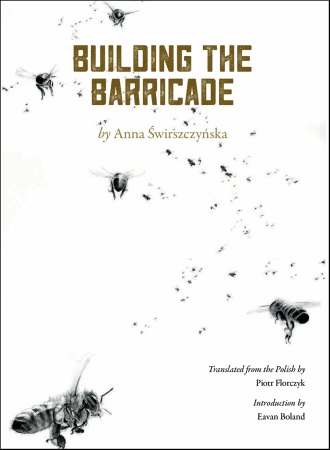 BUILDING THE
BARRICADE
by Anna Świrszczyńska
Translated from the Polish by
Piotr Florczyk
Introduction by
Eavan Boland